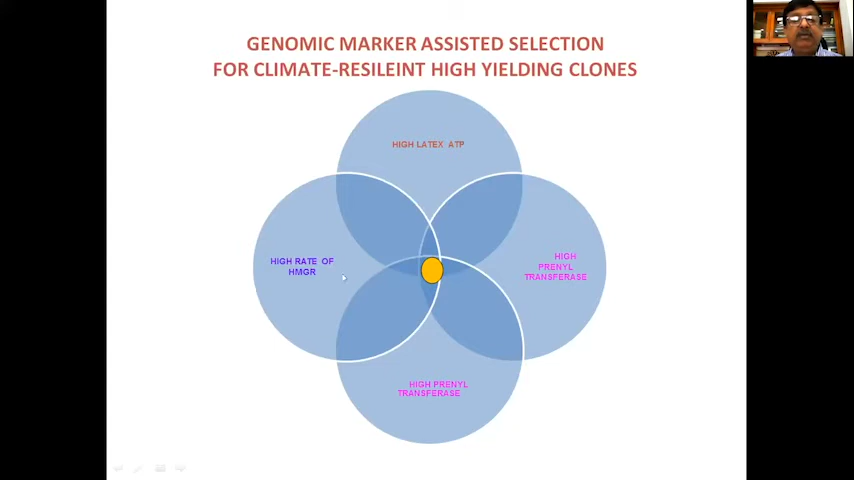 GENOMIC MARKER ASSISTED SELECTION
FOR CLIMATE-RESILEINT HIGH YIELDING CLONES
HIGH LATEX ATP
HIGH RATE OF
HMGR
HIGH
PRENYL
TRANSFERASE
HIGH PRENYL
TRANSFERASE